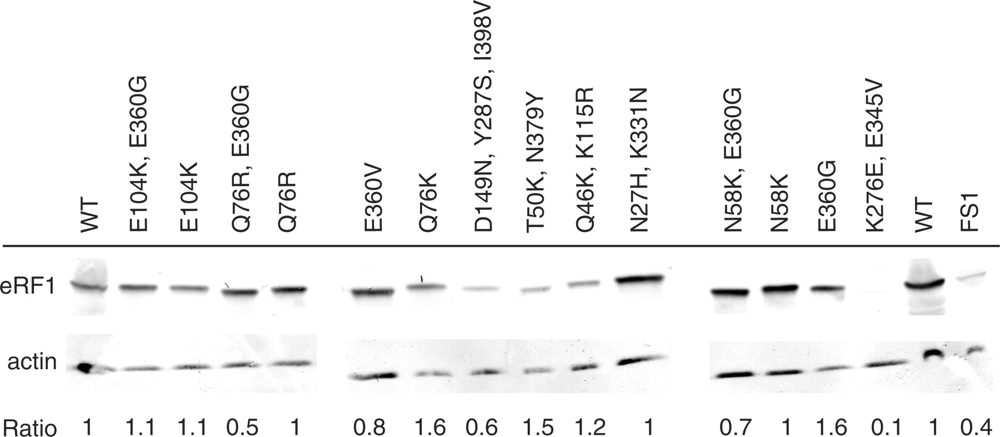 WT
E104K, E360G
E104K
Q76R, E360G
Q76R
E360V
Q76K
D149N, Y287S, I398V
T50K, N379Y
Q46K, K115R
N27H, K331N
N58K, E360G
N58K
E360G
K276E, E345V
WT
FS1
eRF1
actin
Ratio 1 1.1 1.1 0.5 1 0.8 1.6 0.6 1.5 1.2 1 0.7 1 1.6 0.1 1 0.4